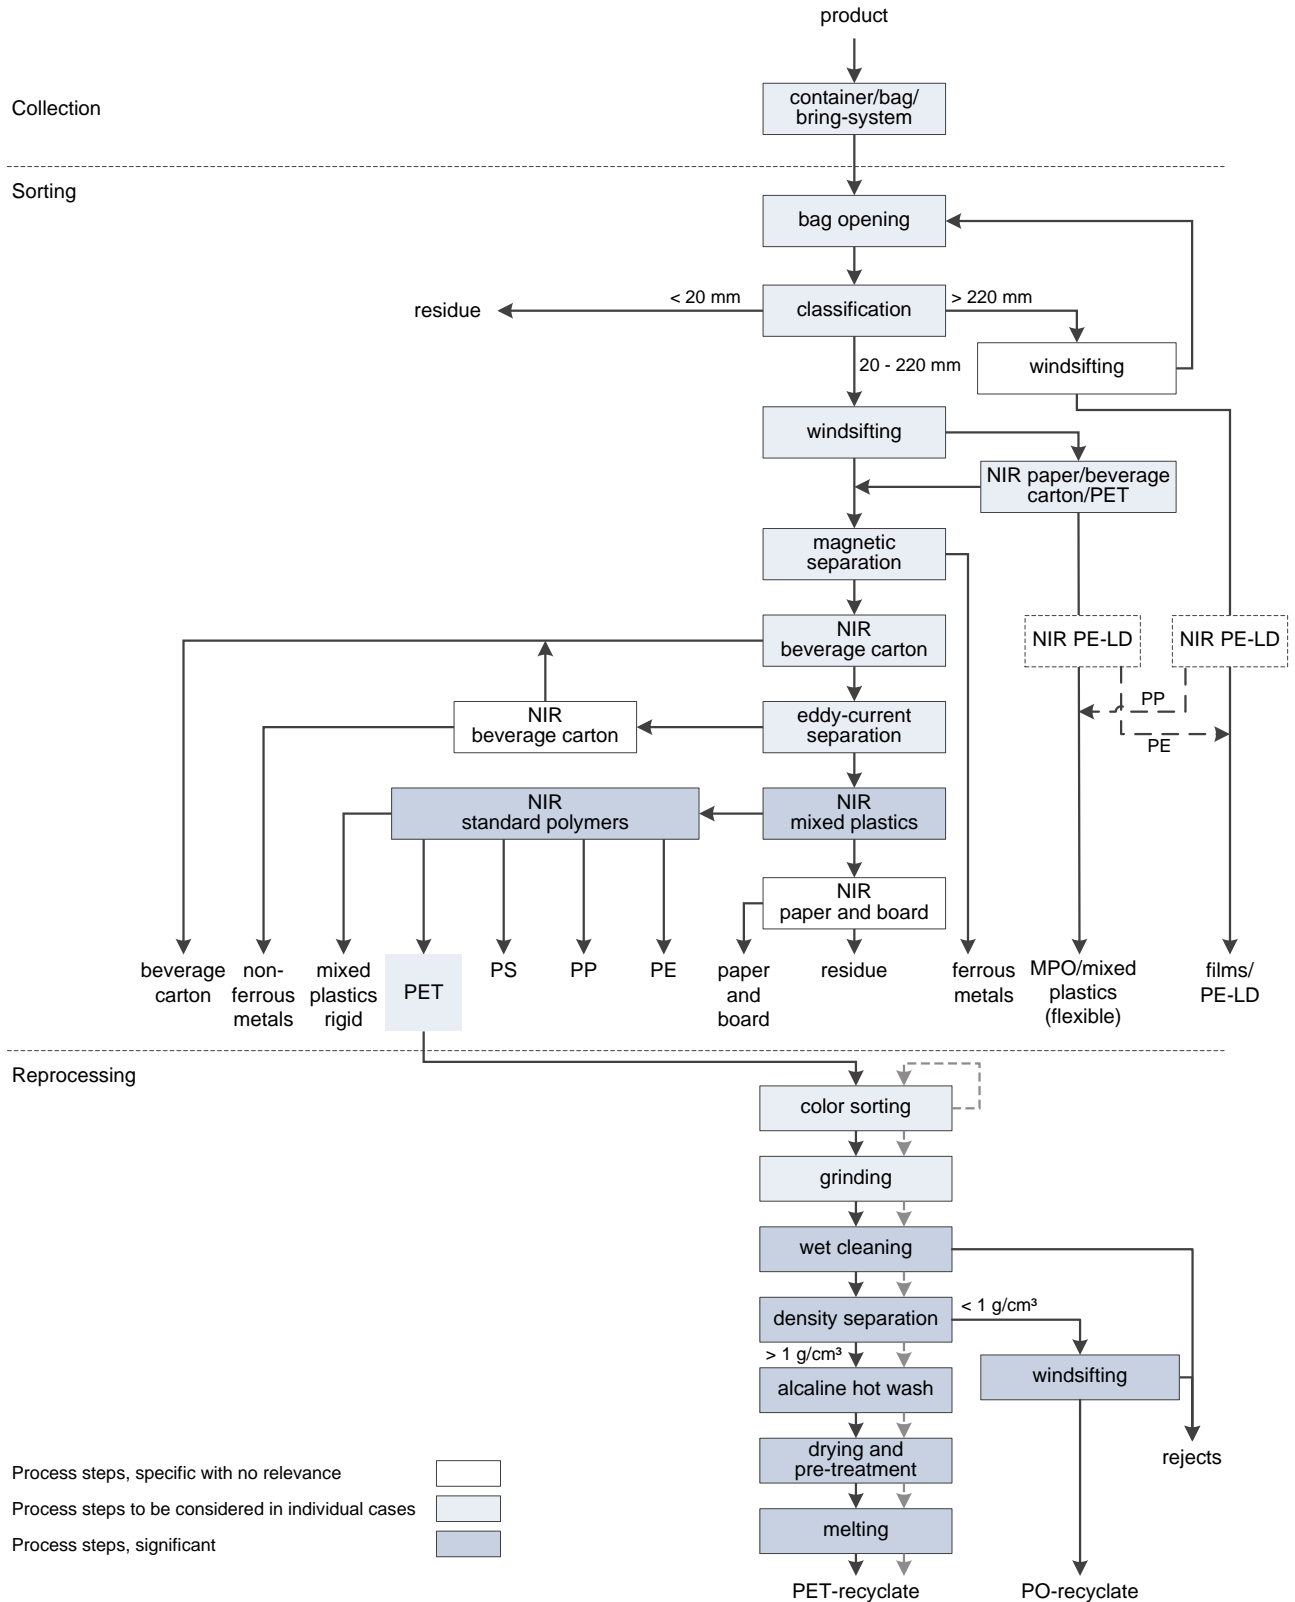 product
Collection
container/bag/
bring-system
Sorting
bag opening
< 20 mm
> 220 mm
residue
classification
20 - 220 mm
windsifting
windsifting
NIR paper/beverage
carton/PET
magnetic
separation
NIR
beverage carton
NIR PE-LD
NIR PE-LD
PP
PE
NIR
beverage carton
eddy-current
separation
NIR
standard polymers
NIR
mixed plastics
NIR
paper and board
beverage
carton
non-
ferrous
metals
mixed
plastics
rigid
PET
PS
PP
PE
paper
and
board
residue
ferrous
metals
MPO/mixed
plastics
(flexible)
films/
PE-LD
Reprocessing
color sorting
grinding
wet cleaning
density separation
< 1 g/cm³
> 1 g/cm³
windsifting
alcaline hot wash
drying and
pre-treatment
rejects
melting
PET-recyclate
PO-recyclate
Process steps, specific with no relevance
Process steps to be considered in individual cases
Process steps, significant